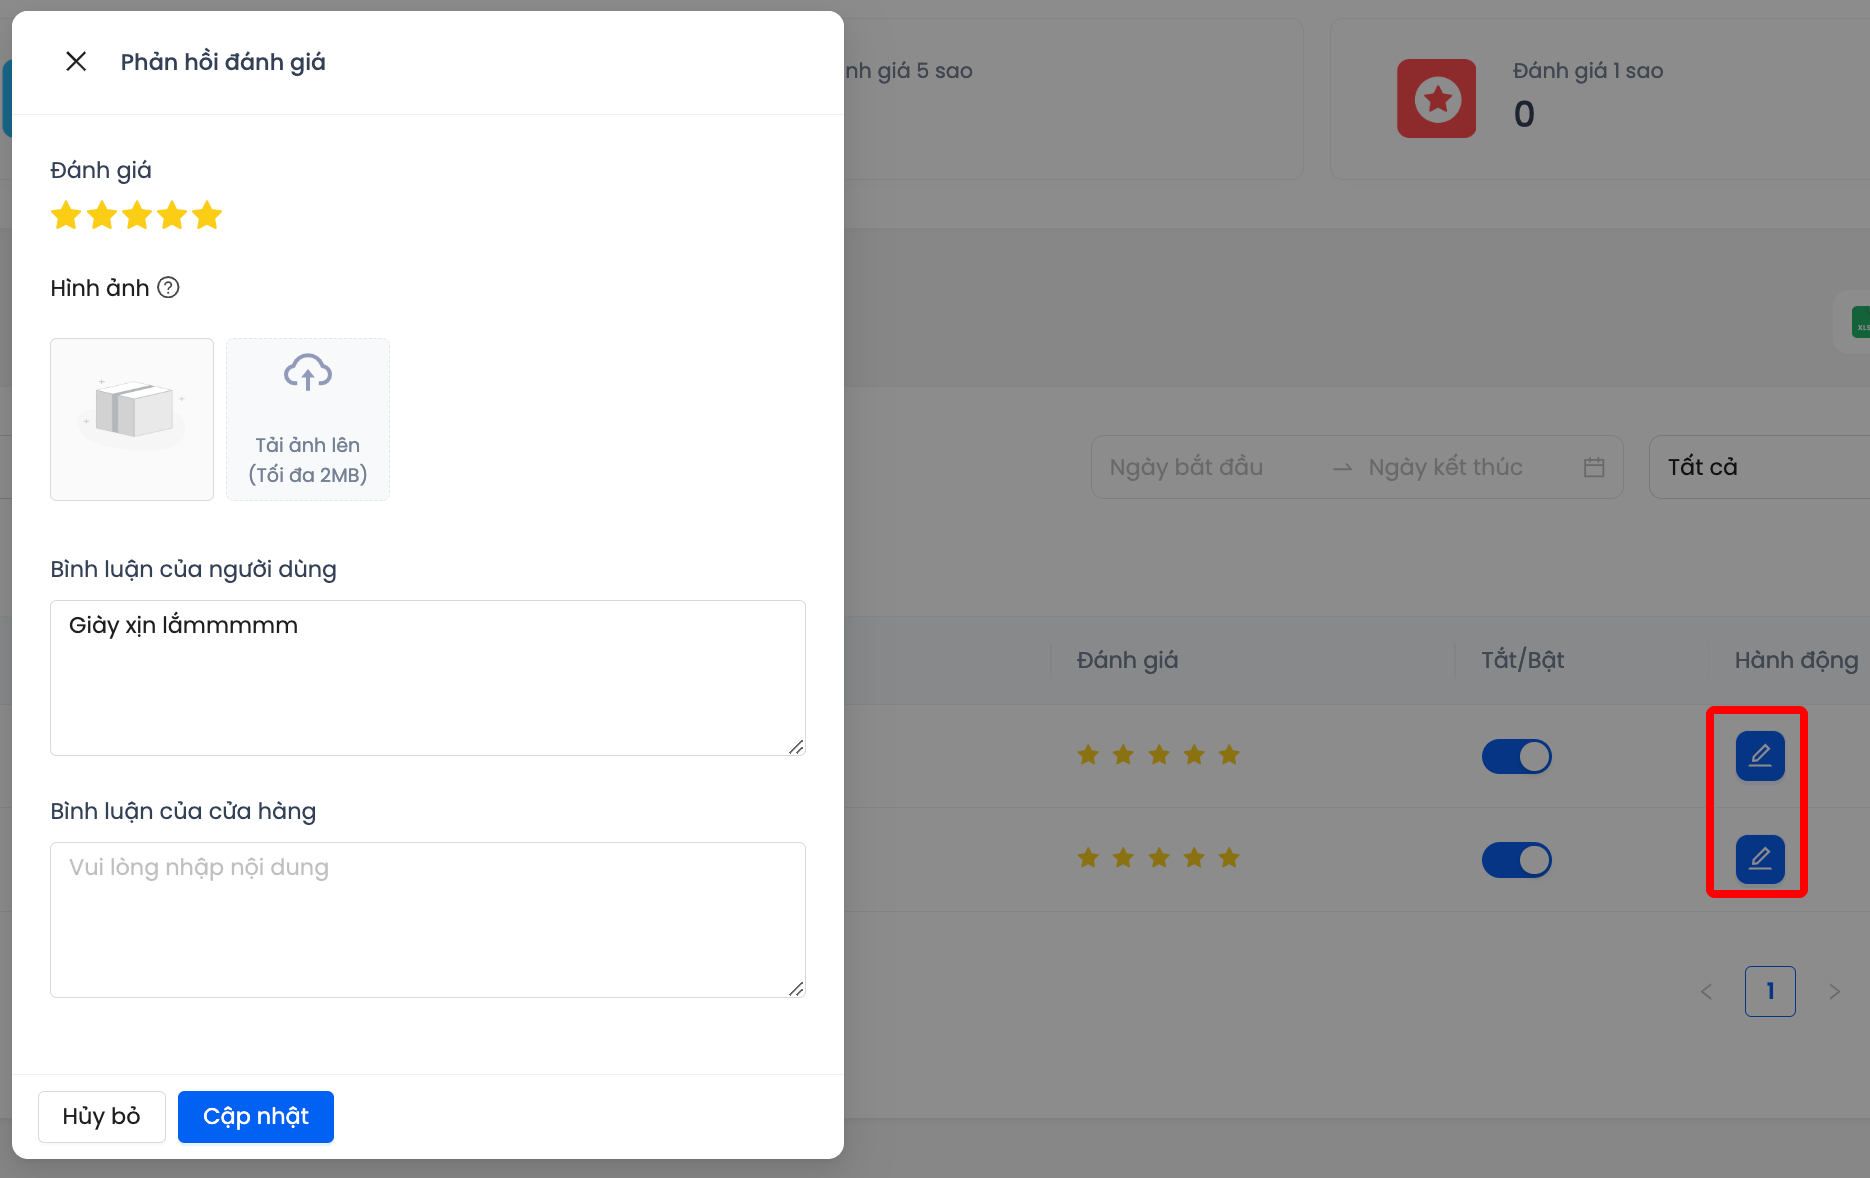 Phản hồi đánh giá
Đánh giá
Hình ảnh
Tải ảnh lên
(Tối đa 2MB)
Bình luận của người dùng
Giày xịn lắmmmmm
Bình luận của cửa hàng
Vui lòng nhập nội dung
Hủy bỏ
Cập nhật
nh giá 5 sao
Đánh giá 1 sao
0
XLS
Ngày bắt đầu
Ngày kết thúc
Tất cả
Đánh giá
Tắt/Bật
Hành động
1